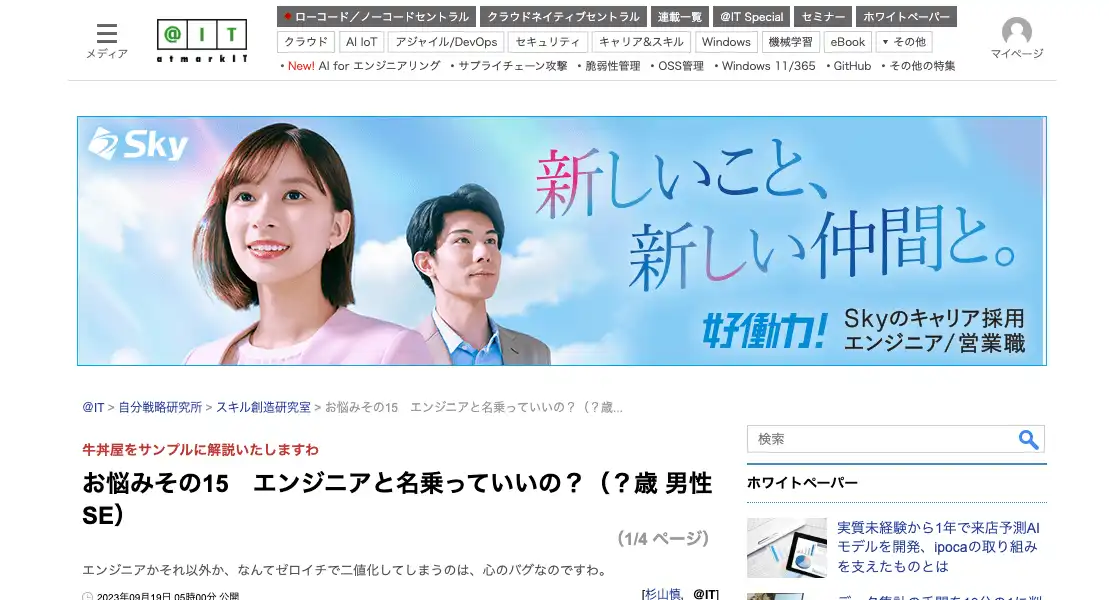 メディア
@IT
atmarkIT
ローコード／ノーコードセントラル
クラウドネイティブセントラル
連載一覧
@IT Special
セミナー
ホワイトペーパー
クラウド
AI IoT
アジャイル/DevOps
セキュリティ
キャリア&スキル
Windows
機械学習
eBook
▼ その他
・New! AI for エンジニアリング ・サプライチェーン攻撃 ・脆弱性管理 ・OSS管理 ・Windows 11/365 ・GitHub ・その他の特集
マイページ
Sky
新しいこと、
新しい仲間と。
好働力!
Skyのキャリア採用
エンジニア/営業職
@IT > 自分戦略研究所 > スキル創造研究室 > お悩みその15　エンジニアと名乗っていいの？（？歳...
牛丼屋をサンプルに解説いたしますわ
お悩みその15　エンジニアと名乗っていいの？（？歳 男性
SE）
（1/4 ページ）
エンジニアかそれ以外か、なんてゼロイチで二値化してしまうのは、心のバグなのですわ。
2023年09月19日 05時00分 公開
[杉山慎, @IT]
検索
ホワイトペーパー
実質未経験から1年で来店予測AI
モデルを開発、ipocaの取り組み
を支えたものとは